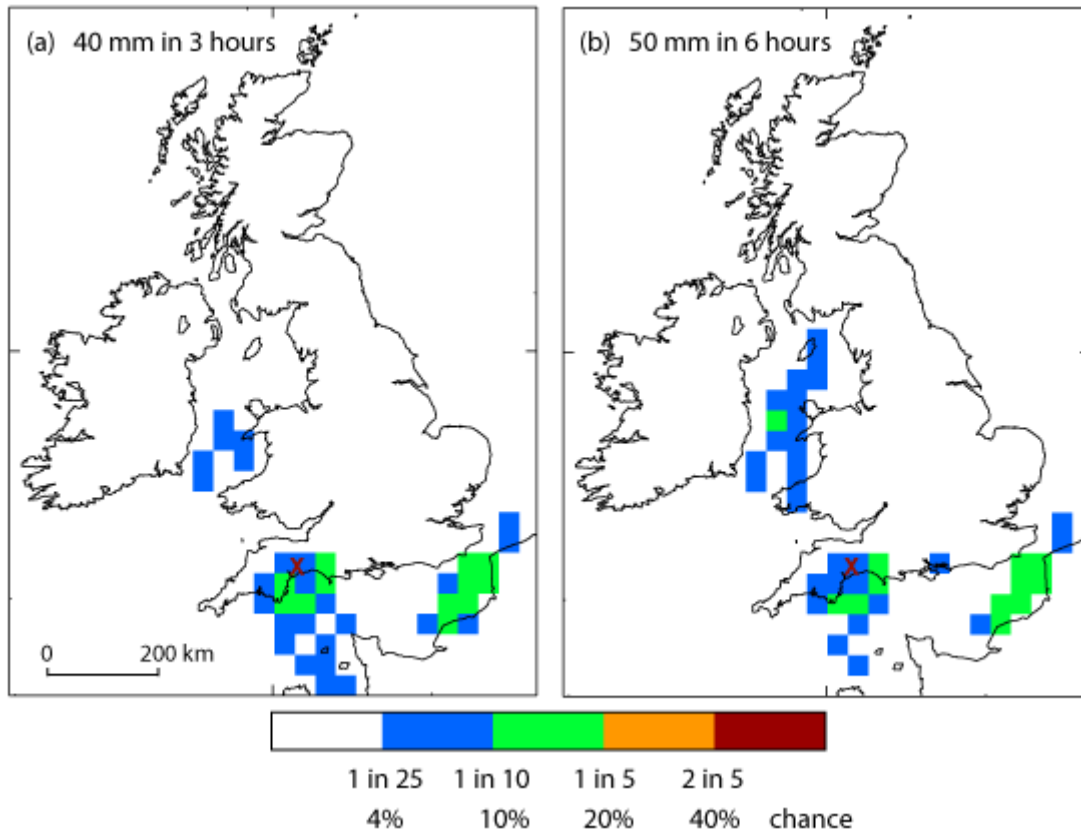 (a) 40 mm in 3 hours
(b) 50 mm in 6 hours
X
X
0 200 km
1 in 25 1 in 10 1 in 5 2 in 5
4% 10% 20% 40% chance